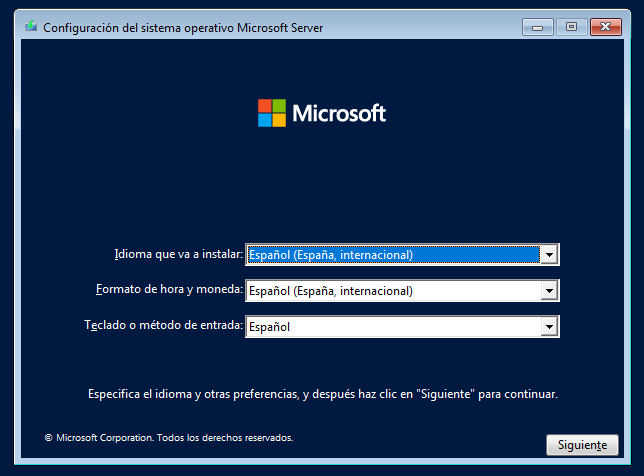 Configuración del sistema operativo Microsoft Server
Microsoft
Idioma que va a instalar: Español (España, internacional)
Formato de hora y moneda: Español (España, internacional)
Teclado o método de entrada: Español
Especifica el idioma y otras preferencias, y después haz clic en "Siguiente" para continuar.
© Microsoft Corporation. Todos los derechos reservados.
Siguiente